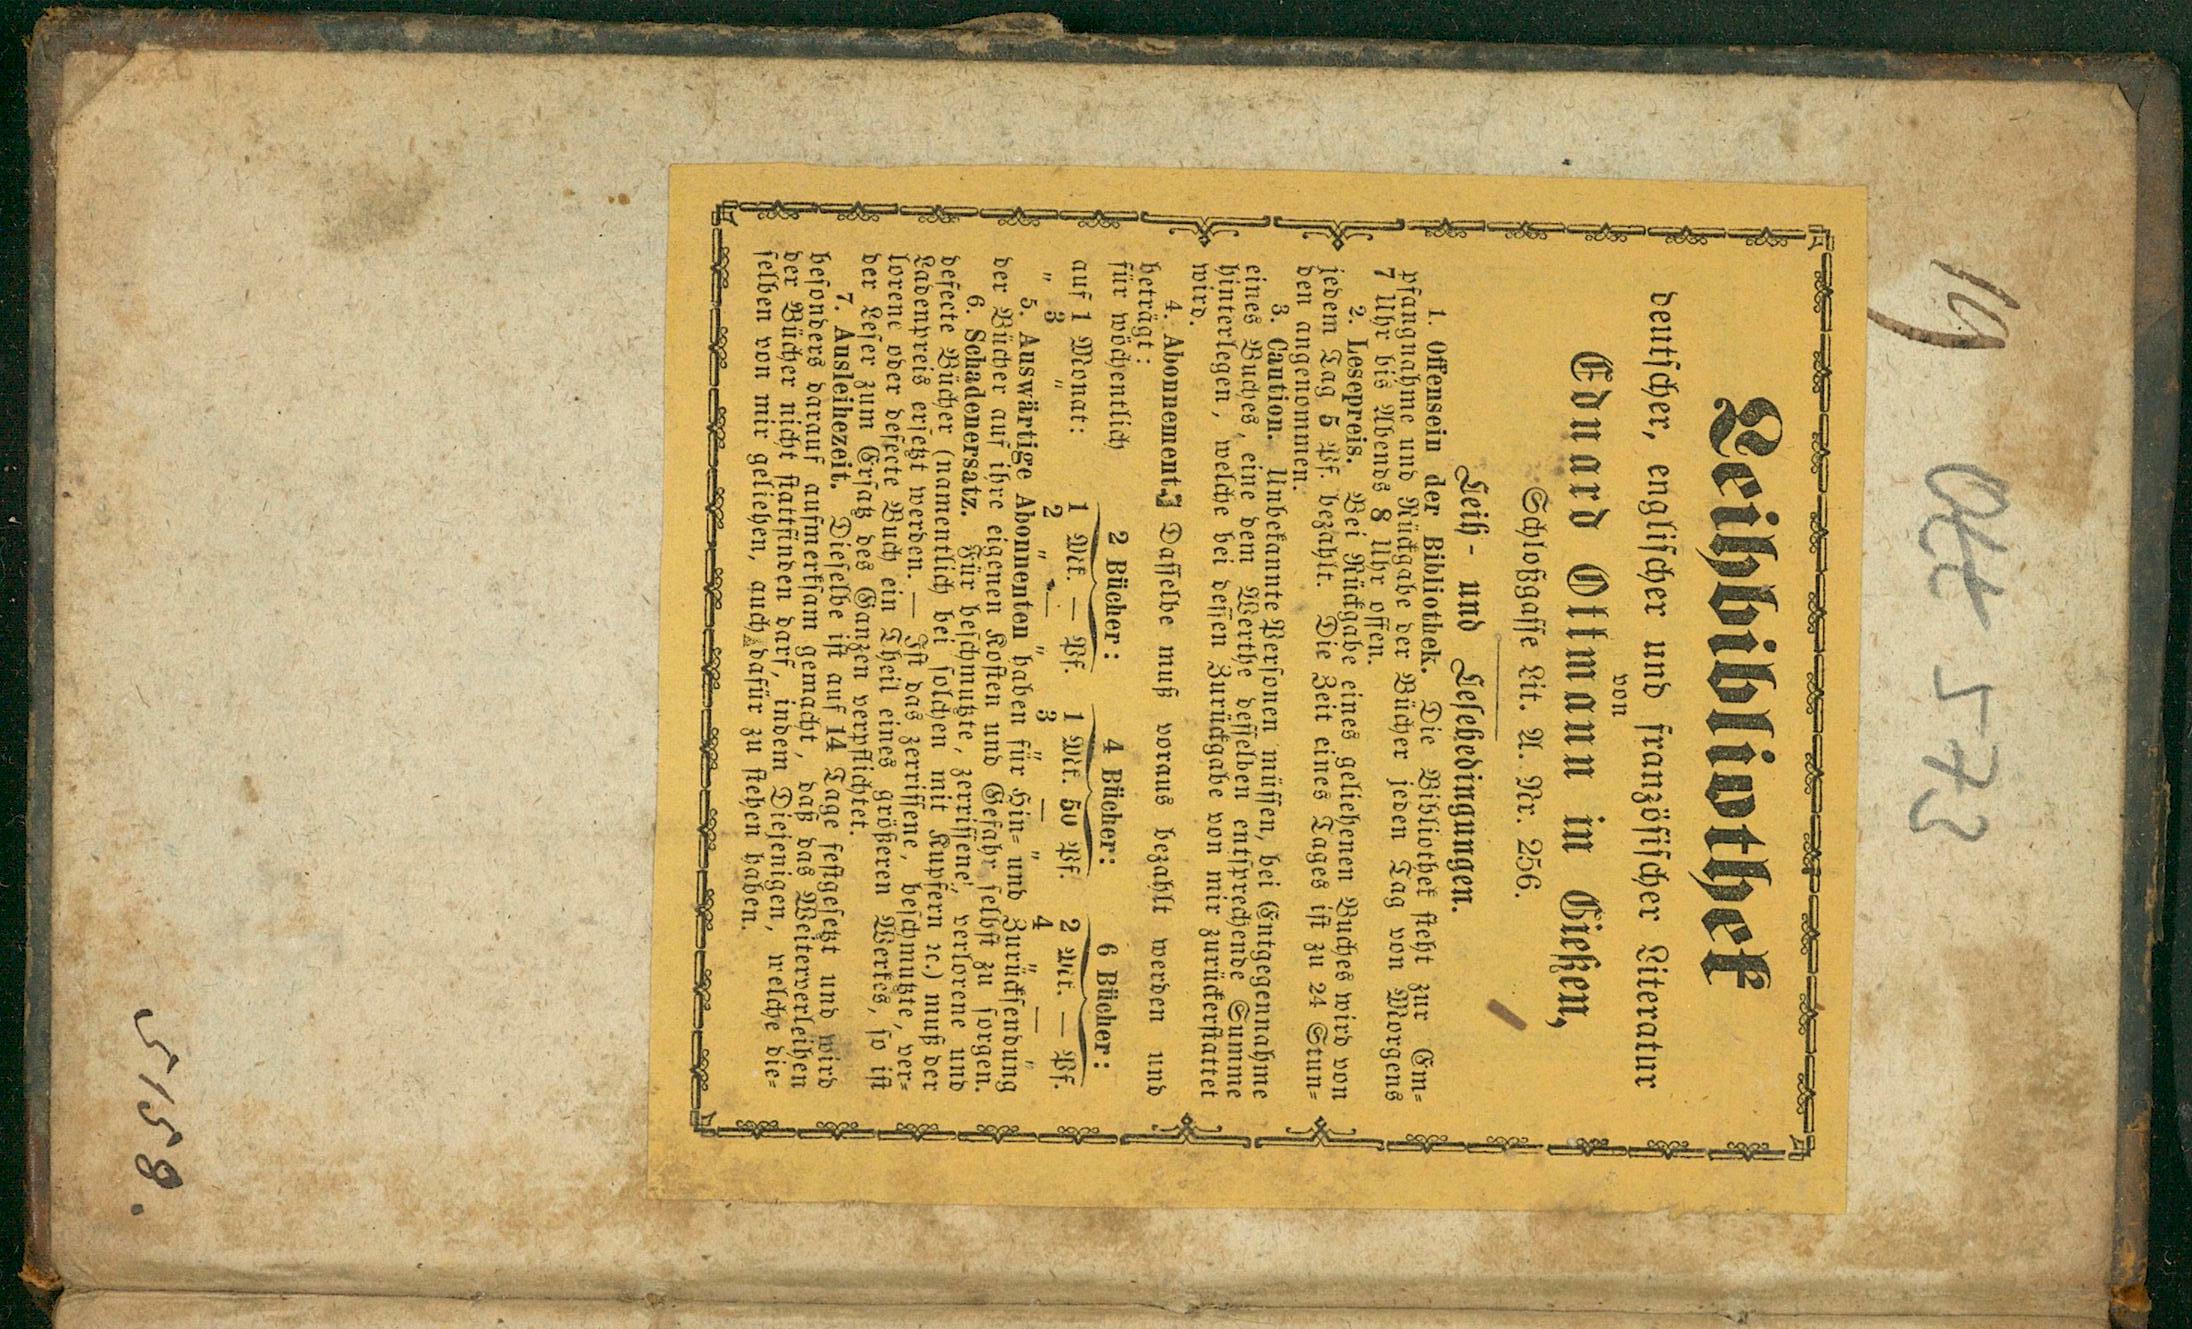 19
Ott 573
Leihbibliothek
deutscher, englischer und französischer Literatur
von
Eduard Ottmann in Gießen,
Schloßgasse Lit. A. Nr. 256.
Leih- und Lesebedingungen.
1. Offensein der Bibliothek. Die Bibliothek steht zur Em-
pfangnahme und Rückgabe der Bücher jeden Tag von Morgens
7 Uhr bis Abends 8 Uhr offen.
2. Lesepreis. Bei Rückgabe eines geliehenen Buches wird von
jedem Tag 5 Pf. bezahlt. Die Zeit eines Tages ist zu 24 Stun-
den angenommen.
3. Caution. Unbekannte Personen müssen, bei Entgegennahme
eines Buches, eine dem Werthe desselben entsprechende Summe
hinterlegen, welche bei dessen Zurückgabe von mir zurückerstattet
wird.
4. Abonnement. Dasselbe muß voraus bezahlt werden und
beträgt:
für wöchentlich 2 Bücher: 4 Bücher: 6 Bücher:
auf 1 Monat: 1 Mk. — Pf. 1 Mk. 50 Pf. 2 Mk. — Pf.
„ 3 „ 2 „ — „ 3 „ — „ 4 „ — „
5. Auswärtige Abonnenten haben für Hin- und Zurücksendung
der Bücher auf ihre eigenen Kosten und Gefahr selbst zu sorgen.
6. Schadenersatz. Für beschmutzte, zerrissene, verlorene und
defecte Bücher (namentlich bei solchen mit Kupfern ꝛc.) muß der
Ladenpreis ersetzt werden. — Ist das zerrissene, beschmutzte, ver-
lorene oder defecte Buch ein Theil eines größeren Werkes, so ist
der Leser zum Ersatz des Ganzen verpflichtet.
7. Ausleihezeit. Dieselbe ist auf 14 Tage festgesetzt und wird
besonders darauf aufmerksam gemacht, daß das Weiterverleihen
der Bücher nicht stattfinden darf, indem Diejenigen, welche die-
selben von mir geliehen, auch dafür zu stehen haben.
5158.